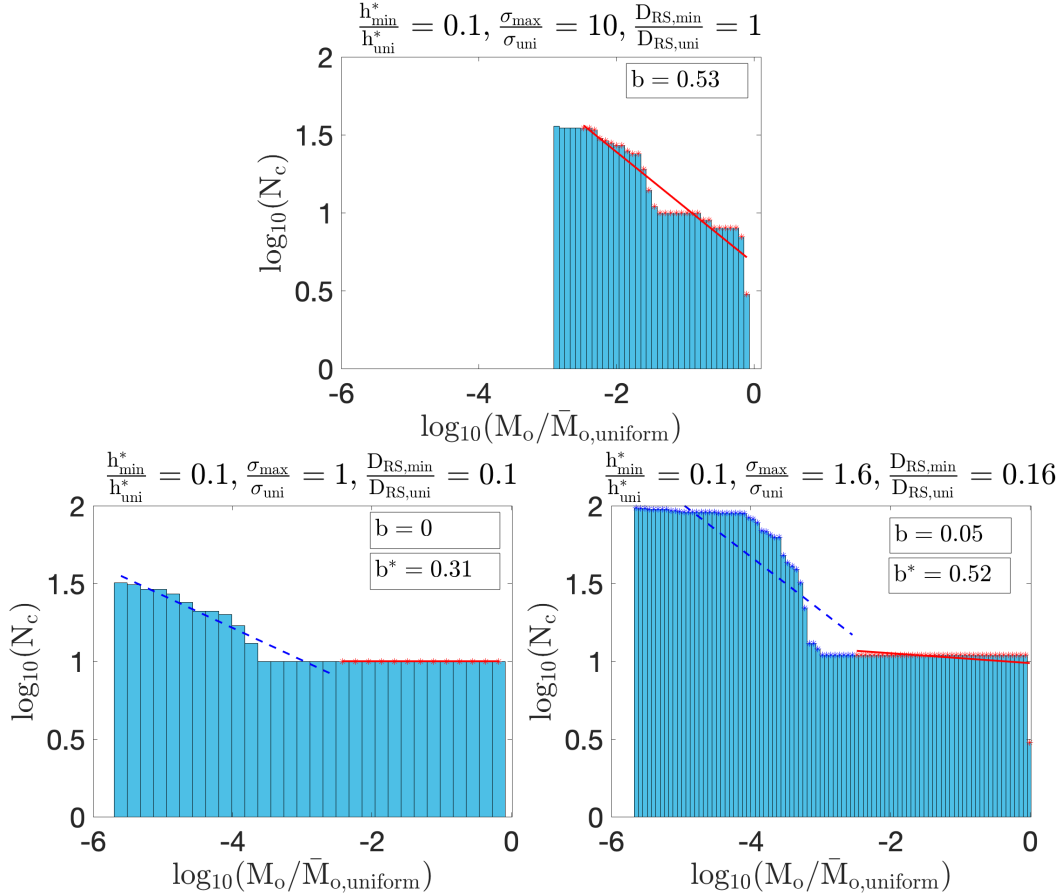 h*min/h*uni = 0.1, σmax/σuni = 10, DRS,min/DRS,uni = 1
b = 0.53
2
1.5
1
0.5
0
log10(Nc)
-6 -4 -2 0
log10(Mo/M̄o,uniform)
h*min/h*uni = 0.1, σmax/σuni = 1, DRS,min/DRS,uni = 0.1
b = 0
b* = 0.31
2
1.5
1
0.5
0
log10(Nc)
-6 -4 -2 0
log10(Mo/M̄o,uniform)
h*min/h*uni = 0.1, σmax/σuni = 1.6, DRS,min/DRS,uni = 0.16
b = 0.05
b* = 0.52
2
1.5
1
0.5
0
log10(Nc)
-6 -4 -2 0
log10(Mo/M̄o,uniform)